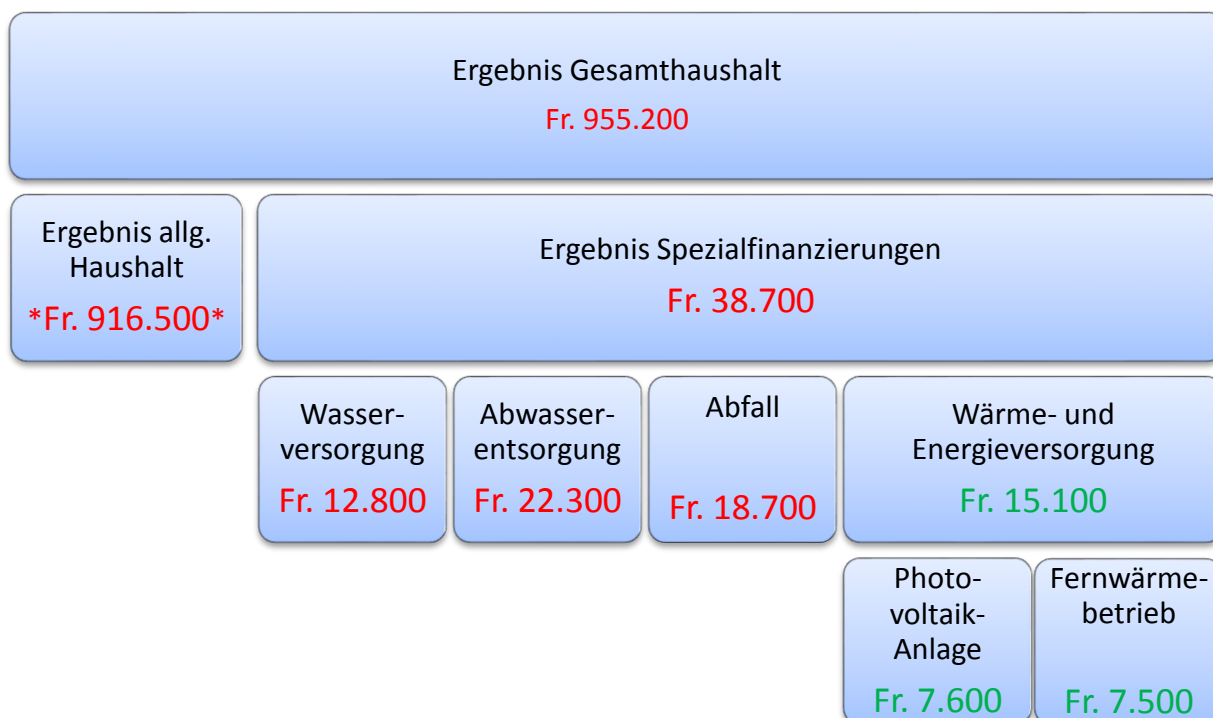 Ergebnis Gesamthaushalt
Fr. 955.200
Ergebnis allg.
Haushalt
*Fr. 916.500*
Ergebnis Spezialfinanzierungen
Fr. 38.700
Wasser-
versorgung
Fr. 12.800
Abwasser-
entsorgung
Fr. 22.300
Abfall
Fr. 18.700
Wärme- und
Energieversorgung
Fr. 15.100
Photo-
voltaik-
Anlage
Fr. 7.600
Fernwärme-
betrieb
Fr. 7.500